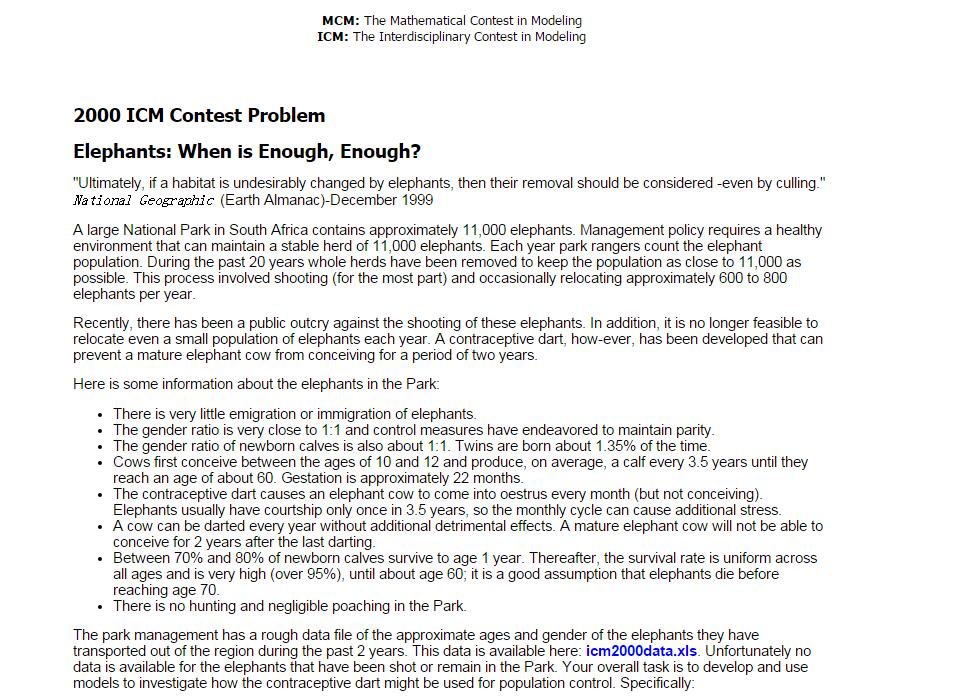 MCM: The Mathematical Contest in Modeling
ICM: The Interdisciplinary Contest in Modeling
2000 ICM Contest Problem
Elephants: When is Enough, Enough?
"Ultimately, if a habitat is undesirably changed by elephants, then their removal should be considered -even by culling."
National Geographic (Earth Almanac)-December 1999
A large National Park in South Africa contains approximately 11,000 elephants. Management policy requires a healthy
environment that can maintain a stable herd of 11,000 elephants. Each year park rangers count the elephant
population. During the past 20 years whole herds have been removed to keep the population as close to 11,000 as
possible. This process involved shooting (for the most part) and occasionally relocating approximately 600 to 800
elephants per year.
Recently, there has been a public outcry against the shooting of these elephants. In addition, it is no longer feasible to
relocate even a small population of elephants each year. A contraceptive dart, how-ever, has been developed that can
prevent a mature elephant cow from conceiving for a period of two years.
Here is some information about the elephants in the Park:
• There is very little emigration or immigration of elephants.
• The gender ratio is very close to 1:1 and control measures have endeavored to maintain parity.
• The gender ratio of newborn calves is also about 1:1. Twins are born about 1.35% of the time.
• Cows first conceive between the ages of 10 and 12 and produce, on average, a calf every 3.5 years until they
reach an age of about 60. Gestation is approximately 22 months.
• The contraceptive dart causes an elephant cow to come into oestrus every month (but not conceiving).
Elephants usually have courtship only once in 3.5 years, so the monthly cycle can cause additional stress.
• A cow can be darted every year without additional detrimental effects. A mature elephant cow will not be able to
conceive for 2 years after the last darting.
• Between 70% and 80% of newborn calves survive to age 1 year. Thereafter, the survival rate is uniform across
all ages and is very high (over 95%), until about age 60; it is a good assumption that elephants die before
reaching age 70.
• There is no hunting and negligible poaching in the Park.
The park management has a rough data file of the approximate ages and gender of the elephants they have
transported out of the region during the past 2 years. This data is available here: icm2000data.xls. Unfortunately no
data is available for the elephants that have been shot or remain in the Park. Your overall task is to develop and use
models to investigate how the contraceptive dart might be used for population control. Specifically: